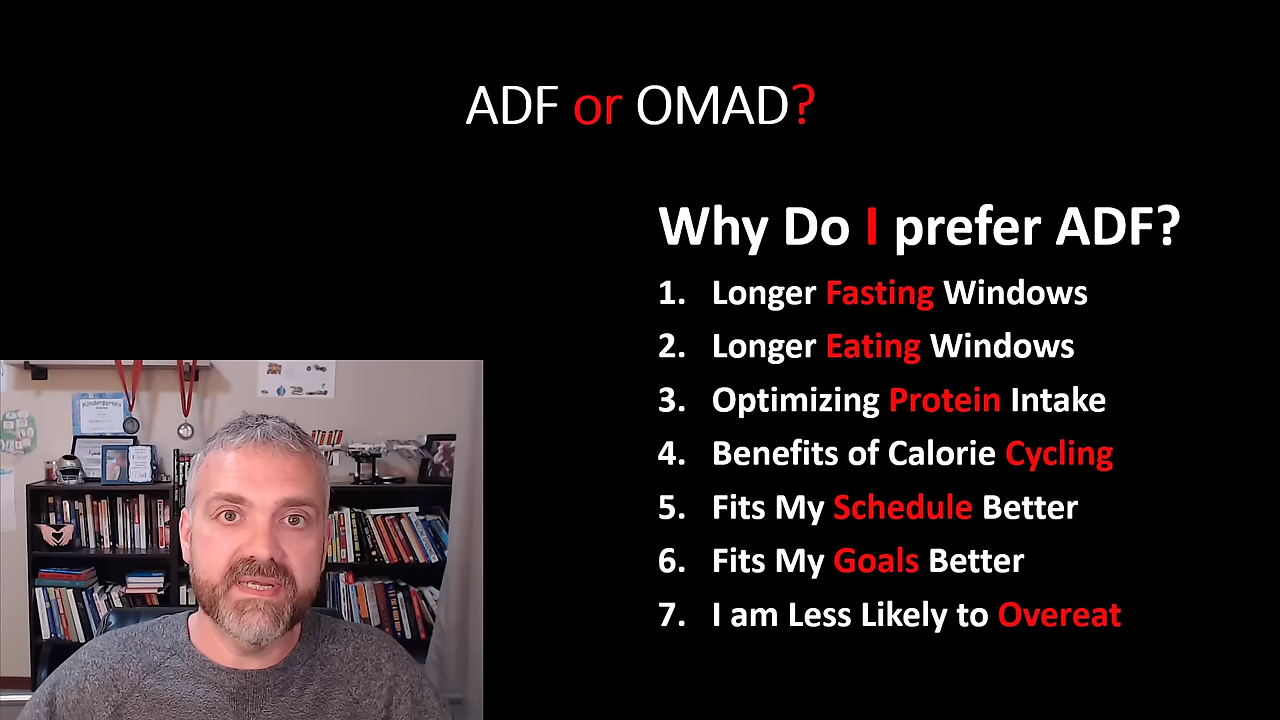 ADF or OMAD?
Why Do I prefer ADF?
1. Longer Fasting Windows
2. Longer Eating Windows
3. Optimizing Protein Intake
4. Benefits of Calorie Cycling
5. Fits My Schedule Better
6. Fits My Goals Better
7. I am Less Likely to Overeat
Kindergarten